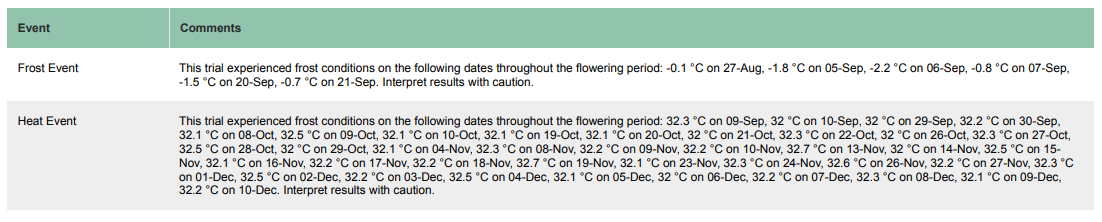 Event Comments
Frost Event This trial experienced frost conditions on the following dates throughout the flowering period: -0.1 °C on 27-Aug, -1.8 °C on 05-Sep, -2.2 °C on 06-Sep, -0.8 °C on 07-Sep,
-1.5 °C on 20-Sep, -0.7 °C on 21-Sep. Interpret results with caution.
Heat Event This trial experienced frost conditions on the following dates throughout the flowering period: 32.3 °C on 09-Sep, 32 °C on 10-Sep, 32 °C on 29-Sep, 32.2 °C on 30-Sep,
32.1 °C on 08-Oct, 32.5 °C on 09-Oct, 32.1 °C on 10-Oct, 32.1 °C on 19-Oct, 32.1 °C on 20-Oct, 32 °C on 21-Oct, 32.3 °C on 22-Oct, 32 °C on 26-Oct, 32.3 °C on 27-Oct,
32.5 °C on 28-Oct, 32 °C on 29-Oct, 32.1 °C on 04-Nov, 32.3 °C on 08-Nov, 32.2 °C on 09-Nov, 32.2 °C on 10-Nov, 32.7 °C on 13-Nov, 32 °C on 14-Nov, 32.5 °C on 15-
Nov, 32.1 °C on 16-Nov, 32.2 °C on 17-Nov, 32.2 °C on 18-Nov, 32.7 °C on 19-Nov, 32.1 °C on 23-Nov, 32.3 °C on 24-Nov, 32.6 °C on 26-Nov, 32.2 °C on 27-Nov, 32.3 °C
on 01-Dec, 32.5 °C on 02-Dec, 32.2 °C on 03-Dec, 32.5 °C on 04-Dec, 32.1 °C on 05-Dec, 32 °C on 06-Dec, 32.2 °C on 07-Dec, 32.3 °C on 08-Dec, 32.1 °C on 09-Dec,
32.2 °C on 10-Dec. Interpret results with caution.